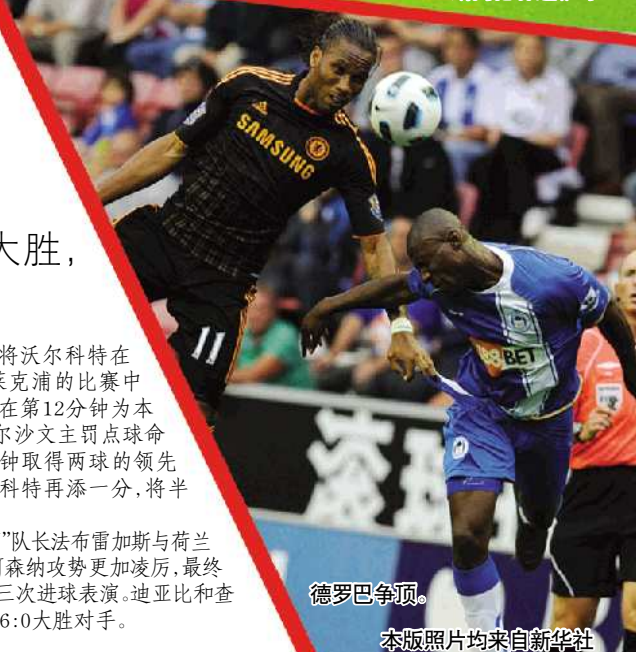 大胜，
将沃尔科特在
莱克浦的比赛中
在第12分钟为本
尔沙文主罚点球命
钟取得两球的领先
科特再添一分，将半
”队长法布雷加斯与荷兰
阿森纳攻势更加凌厉，最终
三次进球表演。迪亚比和查
6：0大胜对手。
SAMSUNG
11
88BET
德罗巴争顶。
本版照片均来自新华社